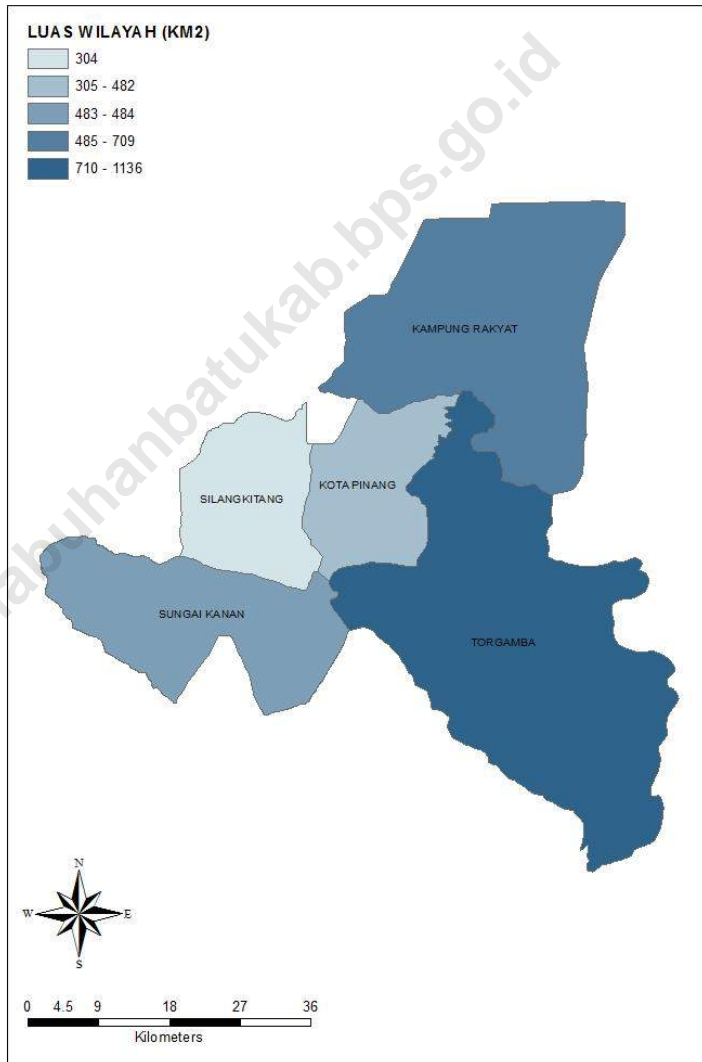 LUAS WILAYAH (KM2)
304
305 - 482
483 - 484
485 - 709
710 - 1136
abuhanbatukab.bps.go.id
KAMPUNG RAKYAT
SILANGKITANG
KOTA PINANG
SUNGAI KANAN
TORGAMBA
N
W E
S
0 4.5 9 18 27 36
Kilometers